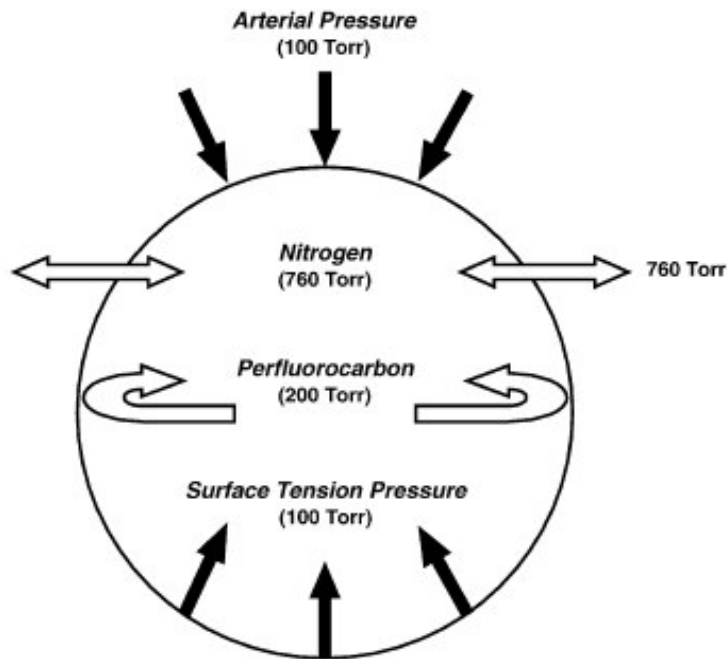 Arterial Pressure
(100 Torr)
Nitrogen
(760 Torr)
760 Torr
Perfluorocarbon
(200 Torr)
Surface Tension Pressure
(100 Torr)